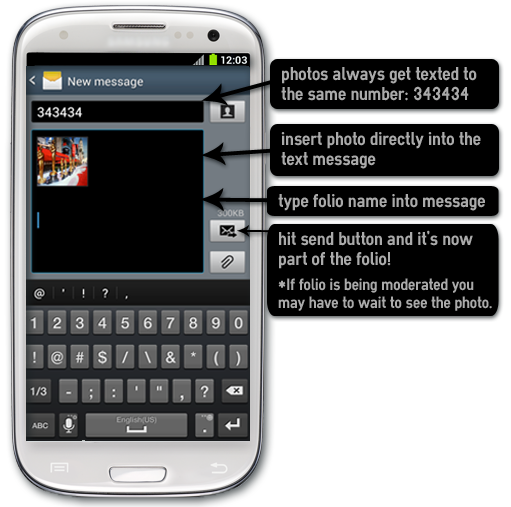 12:03
New message
343434
300KB
@ ' ! ? ,
1 2 3 4 5 6 7 8 9 0
! @ # $ / \ & * ( )
1/3 - ; : ' " , ?
ABC English(US) .
photos always get texted to
the same number: 343434
insert photo directly into the
text message
type folio name into message
hit send button and it's now
part of the folio!
*If folio is being moderated you
may have to wait to see the photo.